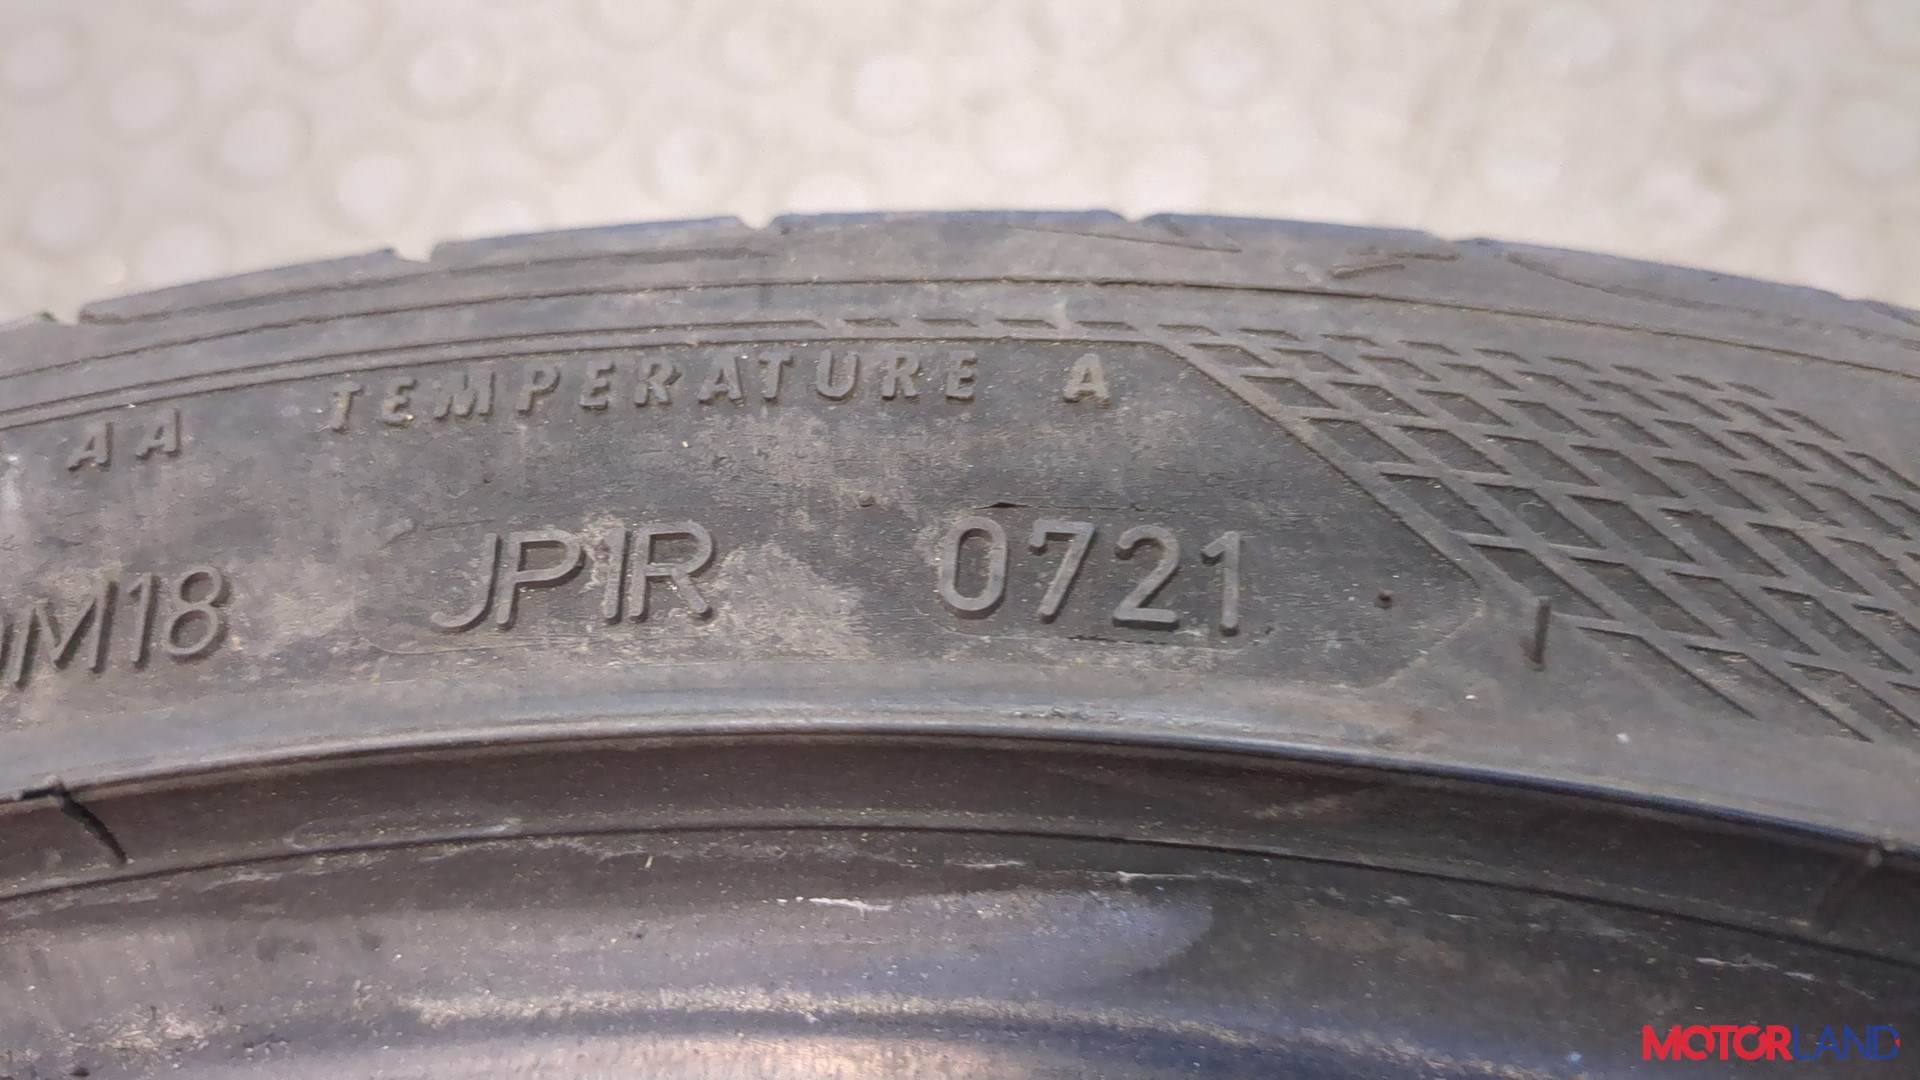 AA TEMPERATURE A
M18 JP1R 0721
MOTORLAND